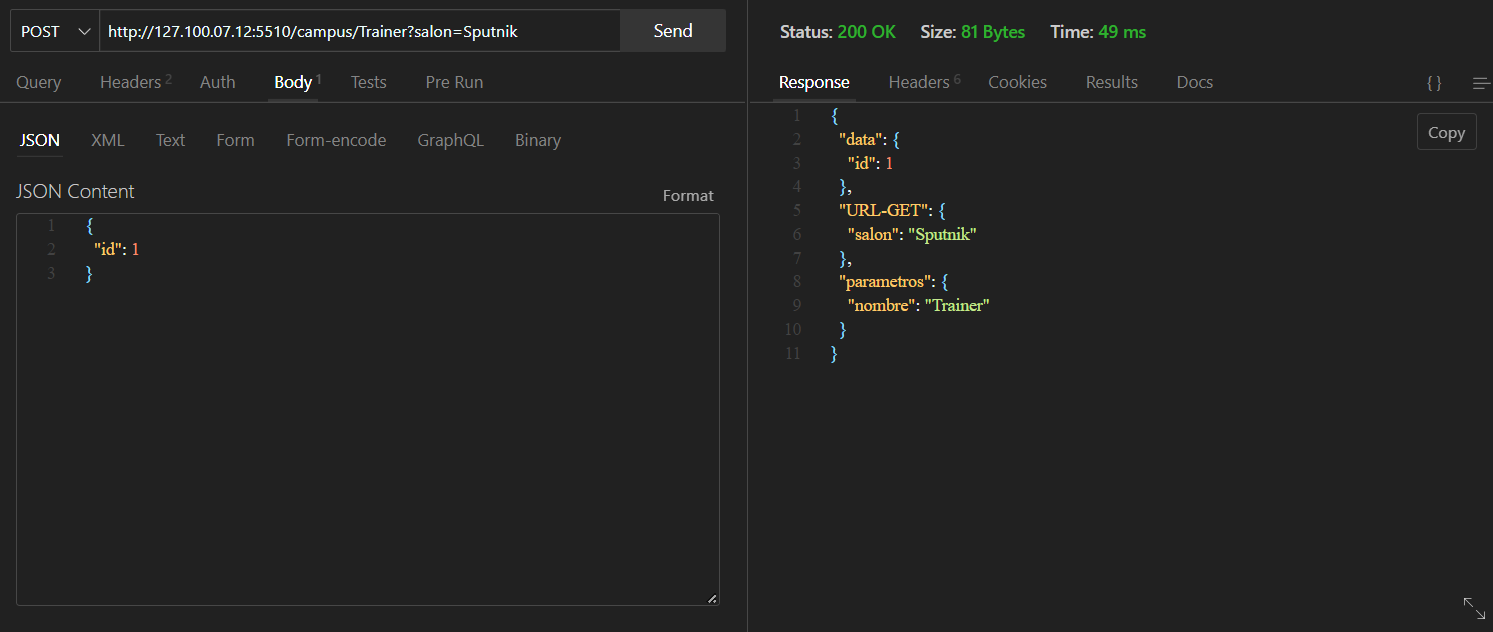 POST http://127.100.07.12:5510/campus/Trainer?salon=Sputnik Send
Query Headers 2 Auth Body 1 Tests Pre Run
JSON XML Text Form Form-encode GraphQL Binary
JSON Content
Format
1 {
2 "id": 1
3 }
Status: 200 OK Size: 81 Bytes Time: 49 ms
Response Headers 6 Cookies Results Docs { }
Copy
1 {
2 "data": {
3 "id": 1
4 },
5 "URL-GET": {
6 "salon": "Sputnik"
7 },
8 "parametros": {
9 "nombre": "Trainer"
10 }
11 }